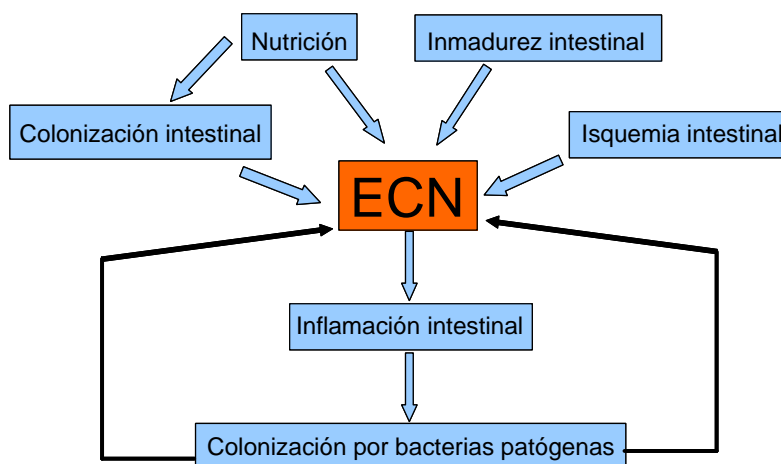 Nutrición
Inmadurez intestinal
Colonización intestinal
Isquemia intestinal
ECN
Inflamación intestinal
Colonización por bacterias patógenas